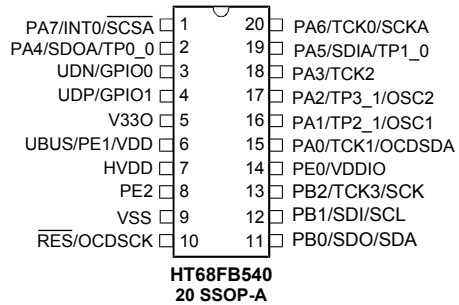 PA7/INT0/SCSA 1 20 PA6/TCK0/SCKA
PA4/SDOA/TP0_0 2 19 PA5/SDIA/TP1_0
UDN/GPIO0 3 18 PA3/TCK2
UDP/GPIO1 4 17 PA2/TP3_1/OSC2
V33O 5 16 PA1/TP2_1/OSC1
UBUS/PE1/VDD 6 15 PA0/TCK1/OCDSDA
HVDD 7 14 PE0/VDDIO
PE2 8 13 PB2/TCK3/SCK
VSS 9 12 PB1/SDI/SCL
RES/OCDSCK 10 11 PB0/SDO/SDA
HT68FB540
20 SSOP-A